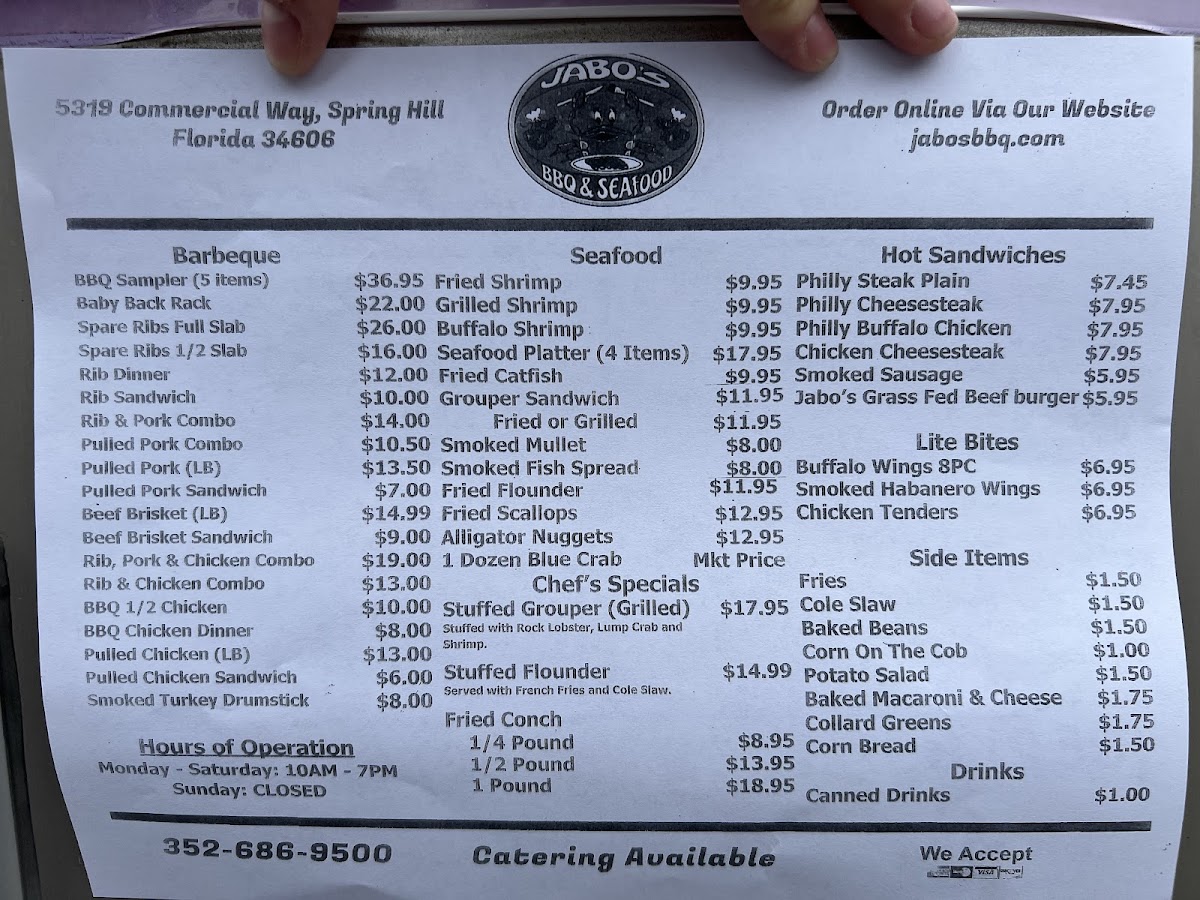 5319 Commercial Way, Spring Hill
Florida 34606
JABO'S
BBQ & SEAFOOD
Order Online Via Our Website
jabosbbq.com
Barbeque
BBQ Sampler (5 items) $36.95
Baby Back Rack $22.00
Spare Ribs Full Slab $26.00
Spare Ribs 1/2 Slab $16.00
Rib Dinner $12.00
Rib Sandwich $10.00
Rib & Pork Combo $14.00
Pulled Pork Combo $10.50
Pulled Pork (LB) $13.50
Pulled Pork Sandwich $7.00
Beef Brisket (LB) $14.99
Beef Brisket Sandwich $9.00
Rib, Pork & Chicken Combo $19.00
Rib & Chicken Combo $13.00
BBQ 1/2 Chicken $10.00
BBQ Chicken Dinner $8.00
Pulled Chicken (LB) $13.00
Pulled Chicken Sandwich $6.00
Smoked Turkey Drumstick $8.00
Hours of Operation
Monday - Saturday: 10AM - 7PM
Sunday: CLOSED
Seafood
Fried Shrimp $9.95
Grilled Shrimp $9.95
Buffalo Shrimp $9.95
Seafood Platter (4 Items) $17.95
Fried Catfish $9.95
Grouper Sandwich $11.95
Fried or Grilled $11.95
Smoked Mullet $8.00
Smoked Fish Spread $8.00
Fried Flounder $11.95
Fried Scallops $12.95
Alligator Nuggets $12.95
1 Dozen Blue Crab Mkt Price
Chef's Specials
Stuffed Grouper (Grilled) $17.95
Stuffed with Rock Lobster, Lump Crab and
Shrimp.
Stuffed Flounder $14.99
Served with French Fries and Cole Slaw.
Fried Conch
1/4 Pound $8.95
1/2 Pound $13.95
1 Pound $18.95
Hot Sandwiches
Philly Steak Plain $7.45
Philly Cheesesteak $7.95
Philly Buffalo Chicken $7.95
Chicken Cheesesteak $7.95
Smoked Sausage $5.95
Jabo's Grass Fed Beef burger $5.95
Lite Bites
Buffalo Wings 8PC $6.95
Smoked Habanero Wings $6.95
Chicken Tenders $6.95
Side Items
Fries $1.50
Cole Slaw $1.50
Baked Beans $1.50
Corn On The Cob $1.00
Potato Salad $1.50
Baked Macaroni & Cheese $1.75
Collard Greens $1.75
Corn Bread $1.50
Drinks
Canned Drinks $1.00
352-686-9500
Catering Available
We Accept
VISA